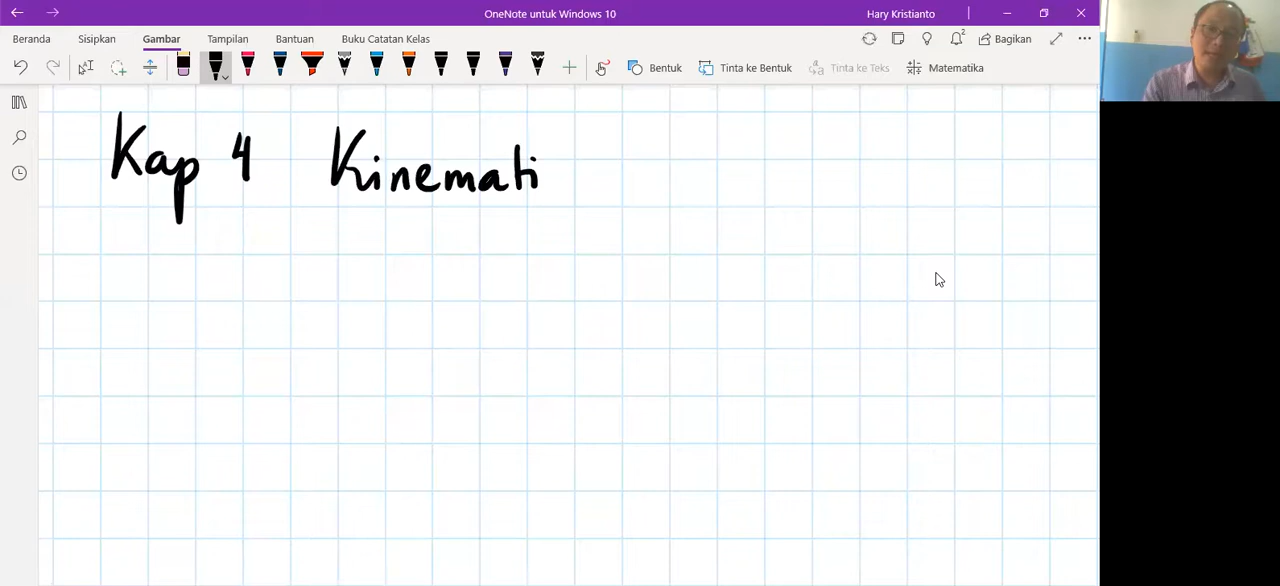 OneNote untuk Windows 10
Hary Kristianto
Beranda Sisipkan Gambar Tampilan Bantuan Buku Catatan Kelas
2 Bagikan
Bentuk Tinta ke Bentuk Tinta ke Teks Matematika
Kap 4 Kinemati